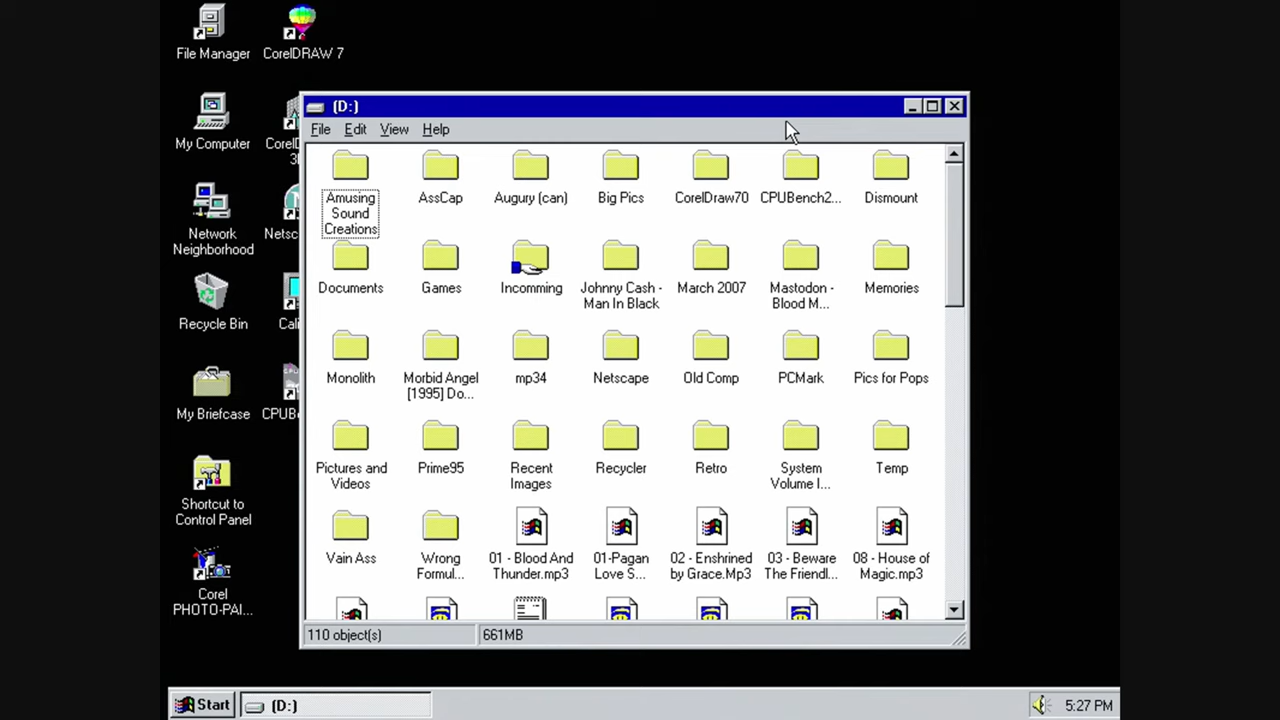 File Manager
CorelDRAW 7
My Computer
Corel
3
Network
Neighborhood
Netsc
Recycle Bin
Cali
My Briefcase
CPUBe
Shortcut to
Control Panel
Corel
PHOTO-PAI...
(D:)
File Edit View Help
Amusing
Sound
Creations
AssCap
Augury (can)
Big Pics
CorelDraw70
CPUBench2...
Dismount
Documents
Games
Incomming
Johnny Cash -
Man In Black
March 2007
Mastodon -
Blood M...
Memories
Monolith
Morbid Angel
[1995] Do...
mp34
Netscape
Old Comp
PCMark
Pics for Pops
Pictures and
Videos
Prime95
Recent
Images
Recycler
Retro
System
Volume I...
Temp
Vain Ass
Wrong
Formul...
01 - Blood And
Thunder.mp3
01-Pagan
Love S...
02 - Enshrined
by Grace.Mp3
03 - Beware
The Friendl...
08 - House of
Magic.mp3
110 object(s)
661MB
Start
(D:)
5:27 PM